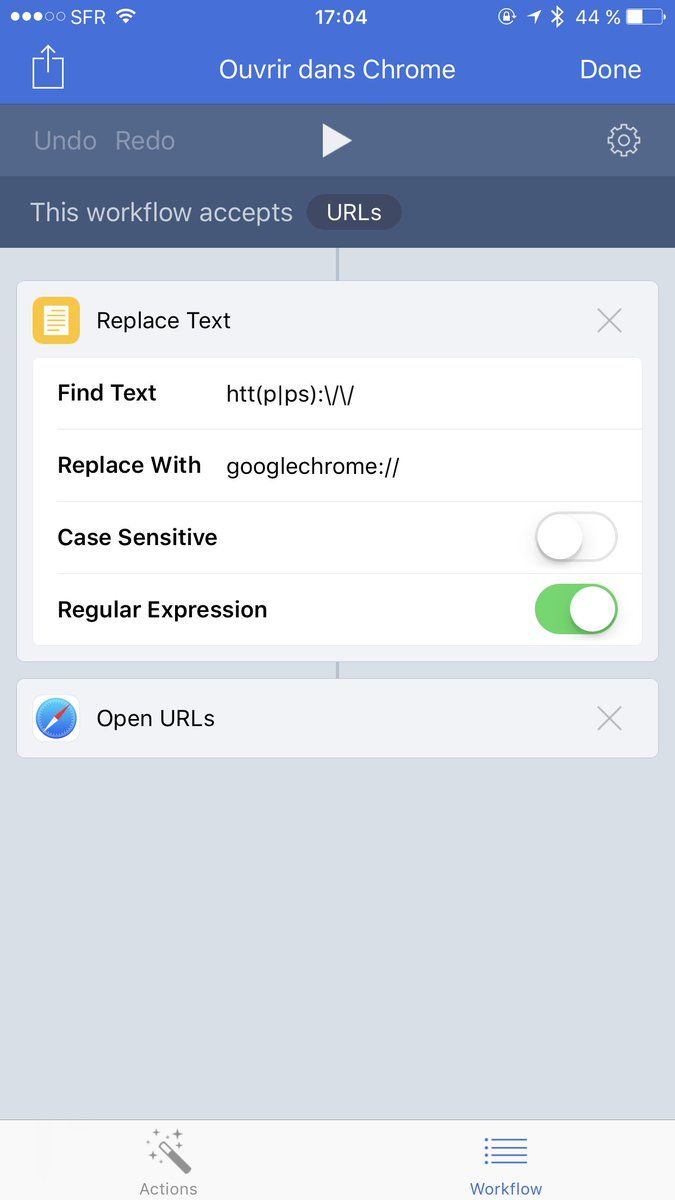 SFR 17:04 44 %
Ouvrir dans Chrome Done
Undo Redo
This workflow accepts URLs
Replace Text
Find Text htt(p|ps):\/\/
Replace With googlechrome://
Case Sensitive
Regular Expression
Open URLs
Actions Workflow